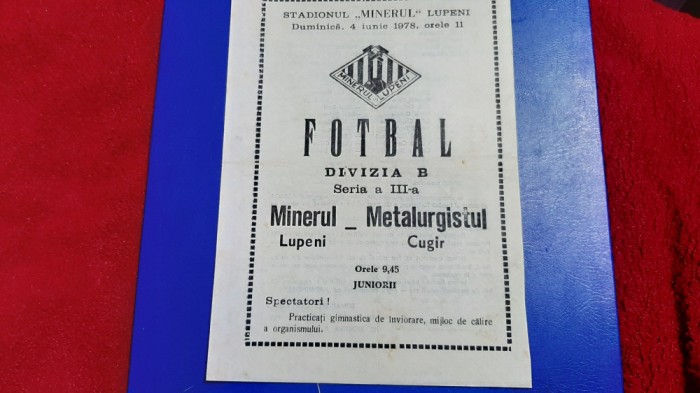 STADIONUL „MINERUL" LUPENI
Duminică, 4 iunie 1978, orele 11
MINERUL LUPENI
FOTBAL
DIVIZIA B
Seria a III-a
Minerul – Metalurgistul
Lupeni Cugir
Orele 9,45
JUNIORII
Spectatori!
Practicați gimnastica de înviorare, mijloc de călire
a organismului.